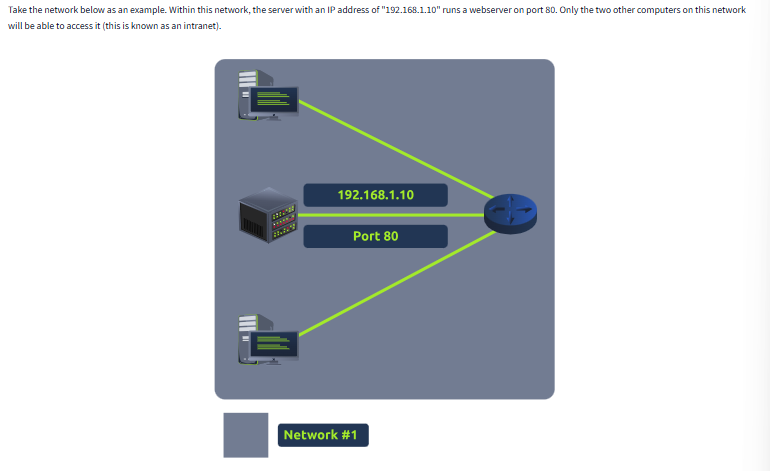 Take the network below as an example. Within this network, the server with an IP address of "192.168.1.10" runs a webserver on port 80. Only the two other computers on this network
will be able to access it (this is known as an intranet).
192.168.1.10
Port 80
Network #1